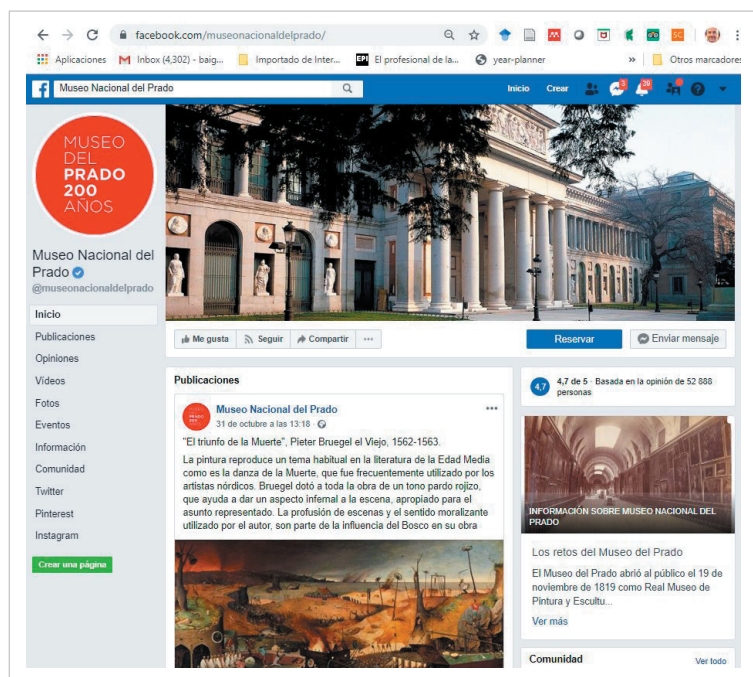 facebook.com/museonacionaldelprado/
Aplicaciones
Inbox (4,302) - baig...
Importado de Inter...
EPI
El profesional de la...
year-planner
»
Otros marcadores
Museo Nacional del Prado
Inicio
Crear
3
39
MUSEO
DEL
PRADO
200
AÑOS
Museo Nacional del
Prado
@museonacionaldelprado
Inicio
Publicaciones
Opiniones
Vídeos
Fotos
Eventos
Información
Comunidad
Twitter
Pinterest
Instagram
Crear una página
Me gusta
Seguir
Compartir
Reservar
Enviar mensaje
Publicaciones
Museo Nacional del Prado
31 de octubre a las 13:18 ·
"El triunfo de la Muerte", Pieter Bruegel el Viejo, 1562-1563.
La pintura reproduce un tema habitual en la literatura de la Edad Media
como es la danza de la Muerte, que fue frecuentemente utilizado por los
artistas nórdicos. Bruegel dotó a toda la obra de un tono pardo rojizo,
que ayuda a dar un aspecto infernal a la escena, apropiado para el
asunto representado. La profusión de escenas y el sentido moralizante
utilizado por el autor, son parte de la influencia del Bosco en su obra
4,7
4,7 de 5 · Basada en la opinión de 52 888
personas
INFORMACIÓN SOBRE MUSEO NACIONAL DEL
PRADO
Los retos del Museo del Prado
El Museo del Prado abrió al público el 19 de
noviembre de 1819 como Real Museo de
Pintura y Escultu...
Ver más
Comunidad
Ver todo